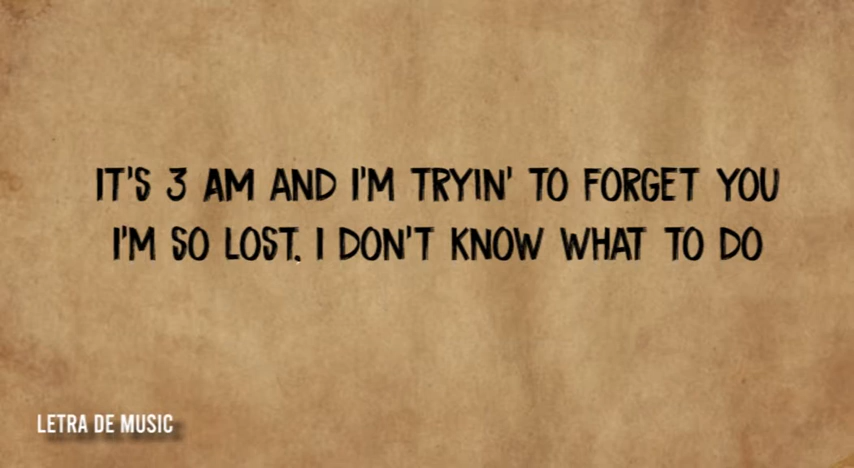 IT'S 3 AM AND I'M TRYIN' TO FORGET YOU
I'M SO LOST, I DON'T KNOW WHAT TO DO
LETRA DE MUSIC